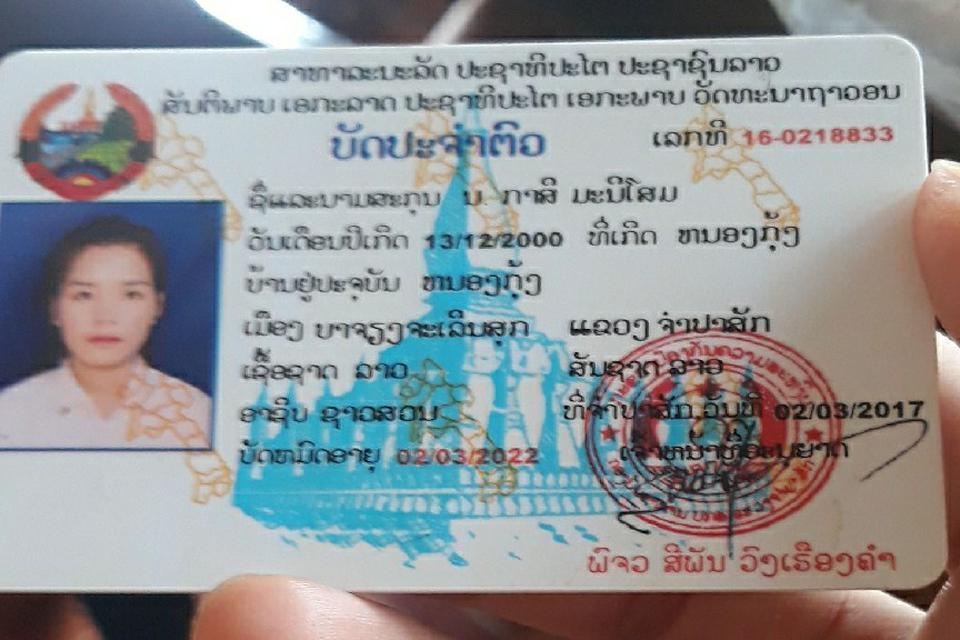 ສາທາລະນະລັດ ປະຊາທິປະໄຕ ປະຊາຊົນລາວ
ສັນຕິພາບ ເອກະລາດ ປະຊາທິປະໄຕ ເອກະພາບ ວັດທະນາຖາວອນ
ບັດປະຈຳຕົວ ເລກທີ 16-0218833
ຊື່ແລະນາມສະກຸນ ນ. ກາສີ ມະນີໂສມ
ວັນເດືອນປີເກີດ 13/12/2000 ທີ່ເກີດ ຫນອງກຸ້ງ
ບ້ານຢູ່ປະຈຸບັນ ຫນອງກຸ້ງ
ເມືອງ ບາຈຽງຈະເລີນສຸກ ແຂວງ ຈຳປາສັກ
ເຊື້ອຊາດ ລາວ ສັນຊາດ ລາວ
ອາຊີບ ຊາວສວນ ທີ່ຈຳປາສັກ ວັນທີ 02/03/2017
ບັດຫມົດອາຍຸ 02/03/2022 ເຈົ້າຫນ້າທີ່ອະນຸຍາດ
ພົຈວ ສີພັນ ວົງເຮືອງຄຳ